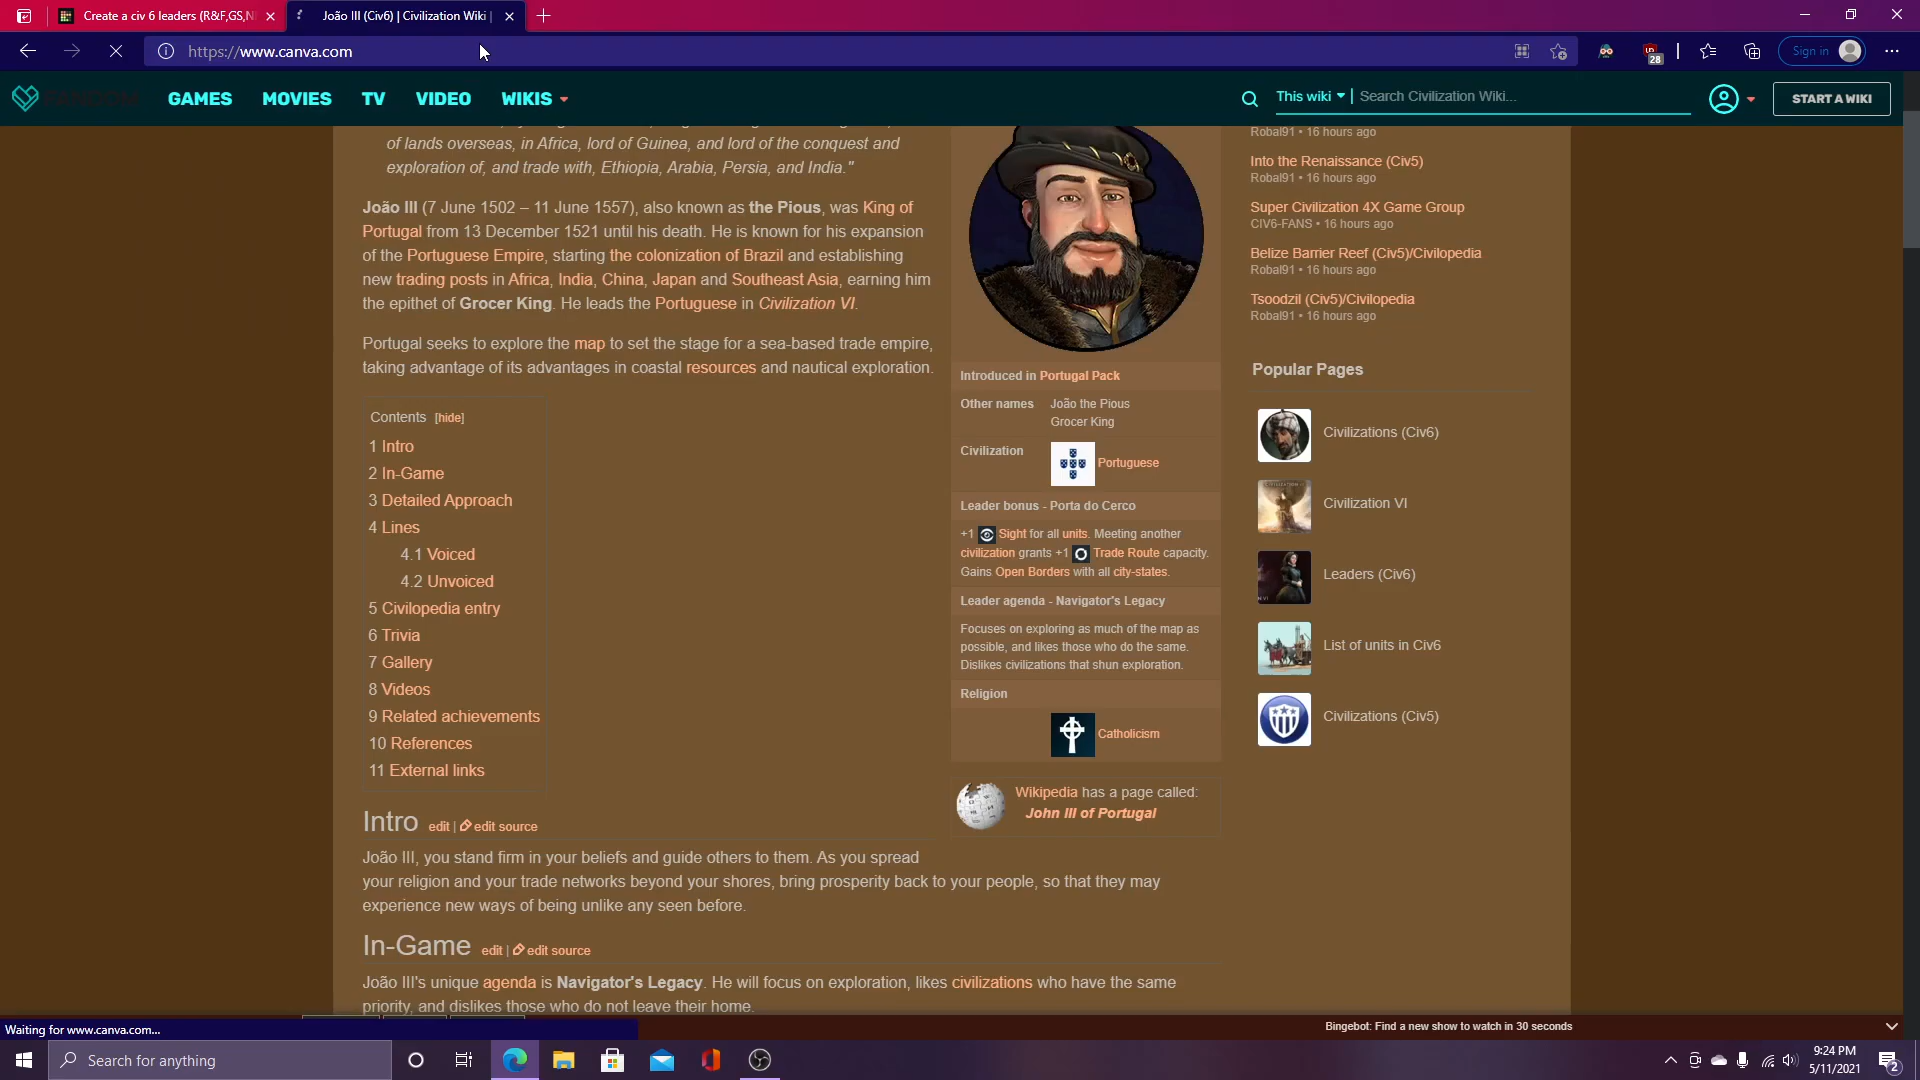 Create a civ 6 leaders (R&F,GS,N
João III (Civ6) | Civilization Wiki |
https://www.canva.com
28
Sign in
GAMES
MOVIES
TV
VIDEO
WIKIS
This wiki
Search Civilization Wiki...
START A WIKI
of lands overseas, in Africa, lord of Guinea, and lord of the conquest and
exploration of, and trade with, Ethiopia, Arabia, Persia, and India."
João III (7 June 1502 – 11 June 1557), also known as the Pious, was King of
Portugal from 13 December 1521 until his death. He is known for his expansion
of the Portuguese Empire, starting the colonization of Brazil and establishing
new trading posts in Africa, India, China, Japan and Southeast Asia, earning him
the epithet of Grocer King. He leads the Portuguese in Civilization VI.
Portugal seeks to explore the map to set the stage for a sea-based trade empire,
taking advantage of its advantages in coastal resources and nautical exploration.
Contents [hide]
1 Intro
2 In-Game
3 Detailed Approach
4 Lines
4.1 Voiced
4.2 Unvoiced
5 Civilopedia entry
6 Trivia
7 Gallery
8 Videos
9 Related achievements
10 References
11 External links
Intro edit | edit source
João III, you stand firm in your beliefs and guide others to them. As you spread
your religion and your trade networks beyond your shores, bring prosperity back to your people, so that they may
experience new ways of being unlike any seen before.
In-Game edit | edit source
João III's unique agenda is Navigator's Legacy. He will focus on exploration, likes civilizations who have the same
priority, and dislikes those who do not leave their home.
Introduced in Portugal Pack
Other names João the Pious
Grocer King
Civilization Portuguese
Leader bonus - Porta do Cerco
+1 Sight for all units. Meeting another
civilization grants +1 Trade Route capacity.
Gains Open Borders with all city-states.
Leader agenda - Navigator's Legacy
Focuses on exploring as much of the map as
possible, and likes those who do the same.
Dislikes civilizations that shun exploration.
Religion
Catholicism
Wikipedia has a page called:
John III of Portugal
Robal91 • 16 hours ago
Into the Renaissance (Civ5)
Robal91 • 16 hours ago
Super Civilization 4X Game Group
CIV6-FANS • 16 hours ago
Belize Barrier Reef (Civ5)/Civilopedia
Robal91 • 16 hours ago
Tsoodzil (Civ5)/Civilopedia
Robal91 • 16 hours ago
Popular Pages
Civilizations (Civ6)
Civilization VI
Leaders (Civ6)
List of units in Civ6
Civilizations (Civ5)
Waiting for www.canva.com...
Bingebot: Find a new show to watch in 30 seconds
Search for anything
9:24 PM
5/11/2021
2